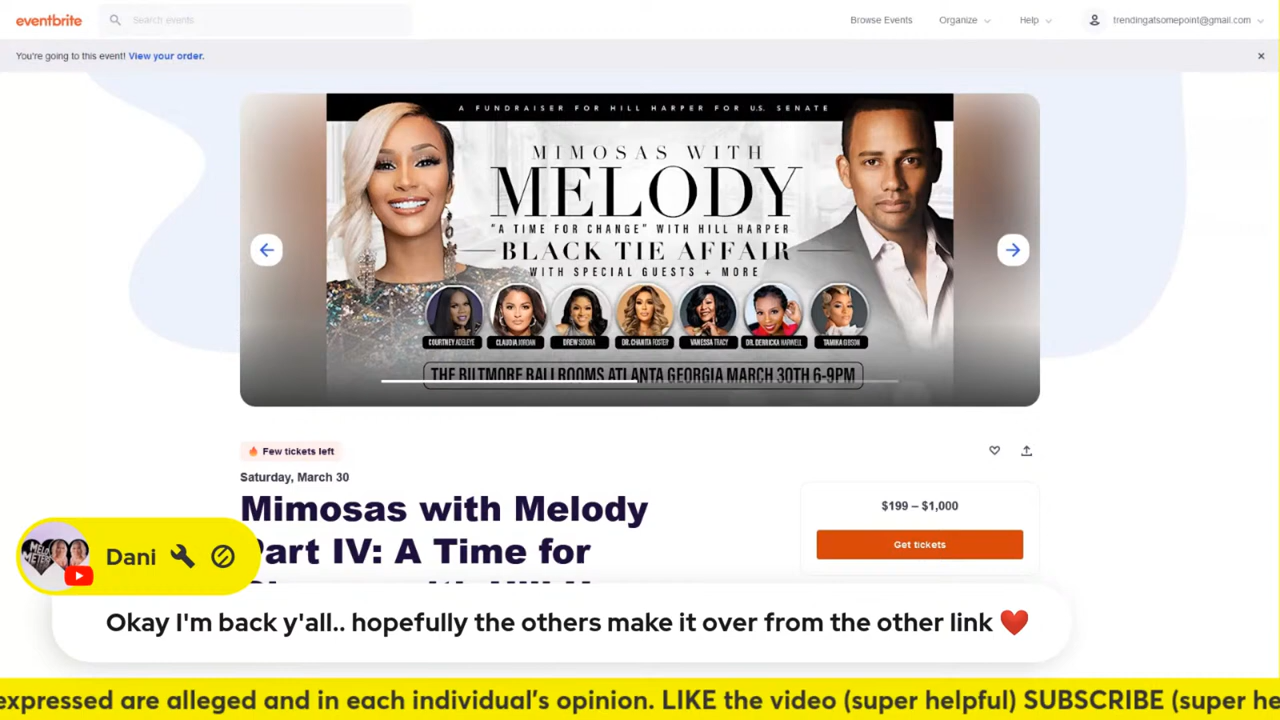 eventbrite
Search events
Browse Events
Organize
Help
trendingatsomepoint@gmail.com
You're going to this event! View your order.
A FUNDRAISER FOR HILL HARPER FOR U.S. SENATE
MIMOSAS WITH
MELODY
"A TIME FOR CHANGE" WITH HILL HARPER
BLACK TIE AFFAIR
WITH SPECIAL GUESTS + MORE
COURTNEY ADELEYE
CLAUDIA JORDAN
DREW SIDORA
DR. CHANITA FOSTER
VANESSA TRACY
DR. DERRICKA HARWELL
TAMIKA GIBSON
THE BILTMORE BALLROOMS ATLANTA GEORGIA MARCH 30TH 6-9PM
Few tickets left
Saturday, March 30
Mimosas with Melody
Part IV: A Time for
$199 – $1,000
Get tickets
Dani
Okay I'm back y'all.. hopefully the others make it over from the other link ❤️
expressed are alleged and in each individual's opinion. LIKE the video (super helpful) SUBSCRIBE (super he